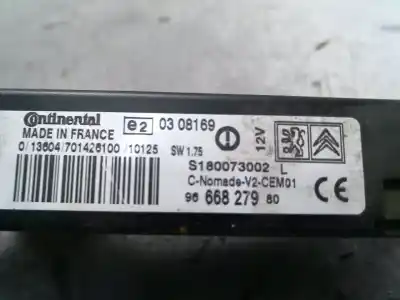 Continental
MADE IN FRANCE
e2 03 08169
12V
0/13604/701426100/10125 SW 1.75
S180073002 L
C-Nomade-V2-CEM01
96 668 279 80
CE